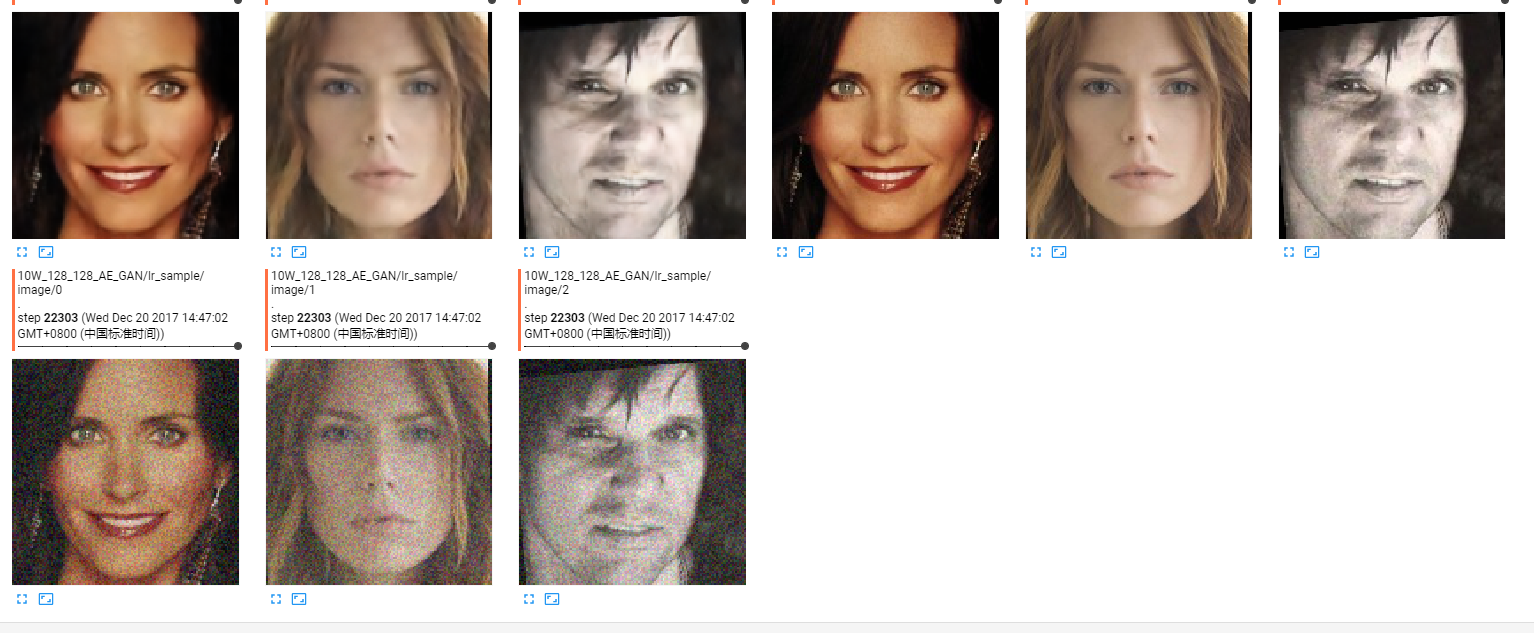 10W_128_128_AE_GAN/lr_sample/
image/0
.
step 22303 (Wed Dec 20 2017 14:47:02
GMT+0800 (中国标准时间))
10W_128_128_AE_GAN/lr_sample/
image/1
.
step 22303 (Wed Dec 20 2017 14:47:02
GMT+0800 (中国标准时间))
10W_128_128_AE_GAN/lr_sample/
image/2
.
step 22303 (Wed Dec 20 2017 14:47:02
GMT+0800 (中国标准时间))